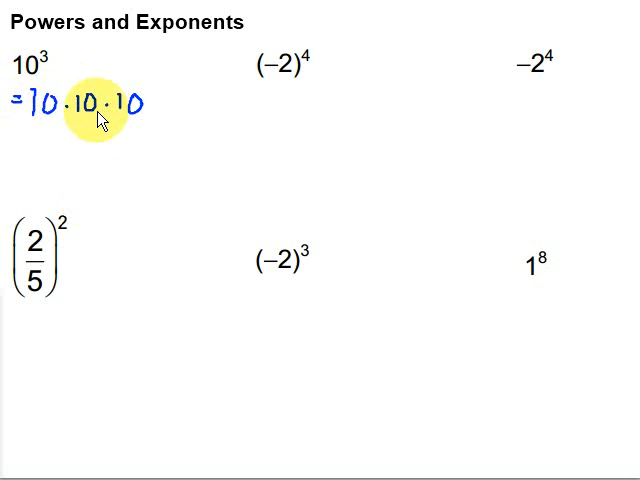 Powers and Exponents
10³ (–2)⁴ –2⁴
= 10 · 10 · 10
(2/5)² (–2)³ 1⁸